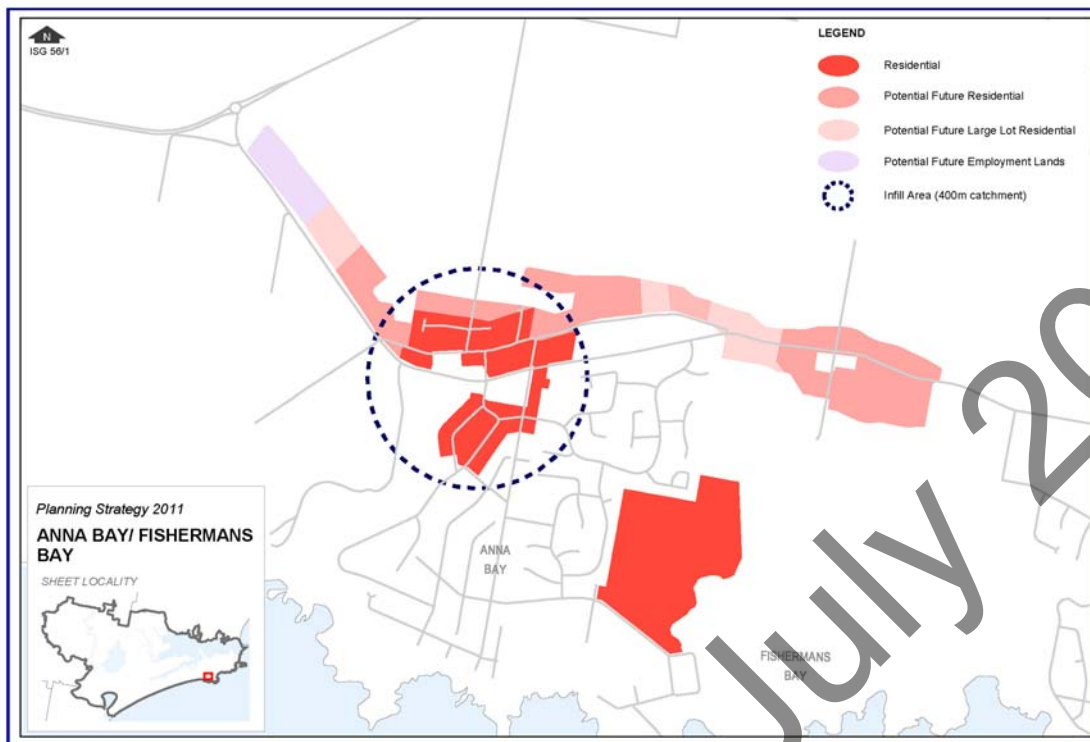 N
ISG 56/1
LEGEND
Residential
Potential Future Residential
Potential Future Large Lot Residential
Potential Future Employment Lands
Infill Area (400m catchment)
Planning Strategy 2011
ANNA BAY/ FISHERMANS
BAY
SHEET LOCALITY
ANNA
BAY
FISHERMANS
BAY
July 20